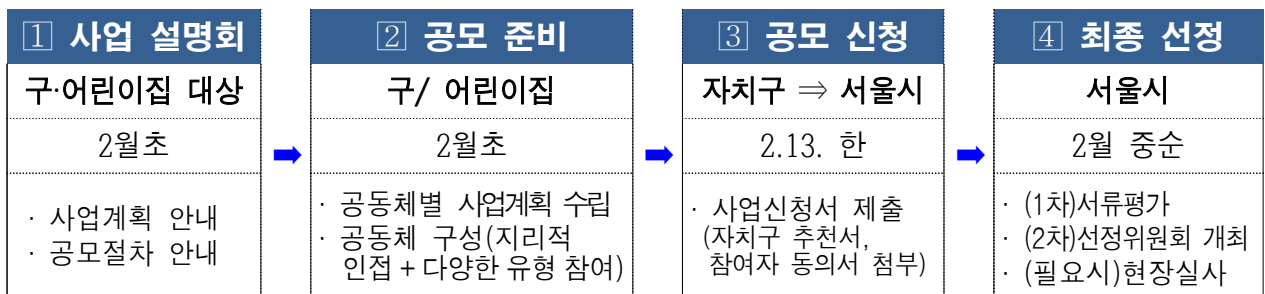 1 사업 설명회
구·어린이집 대상
2월초
· 사업계획 안내
· 공모절차 안내
2 공모 준비
구/ 어린이집
2월초
· 공동체별 사업계획 수립
· 공동체 구성(지리적
인접 + 다양한 유형 참여)
3 공모 신청
자치구 ⇒ 서울시
2.13. 한
· 사업신청서 제출
(자치구 추천서,
참여자 동의서 첨부)
4 최종 선정
서울시
2월 중순
· (1차)서류평가
· (2차)선정위원회 개최
· (필요시)현장실사